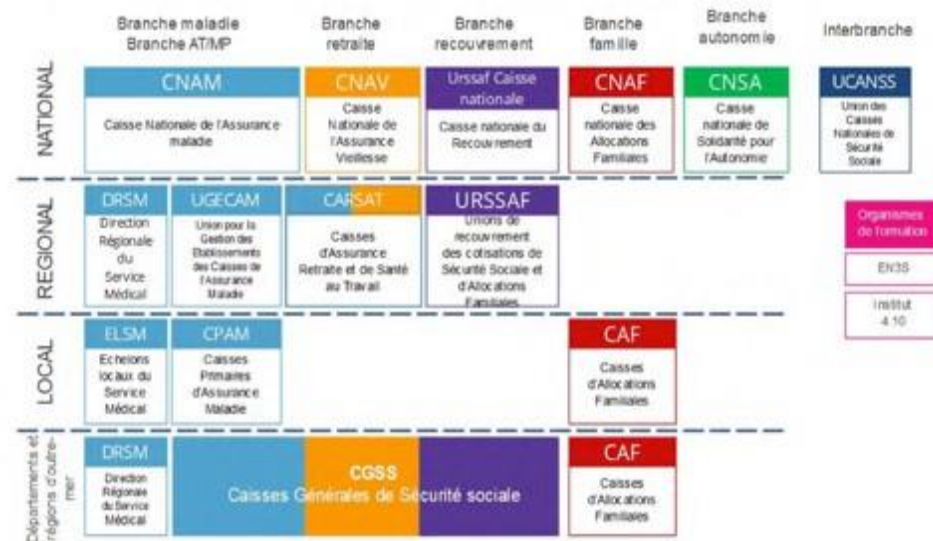 Branche maladie
Branche AT/MP
Branche
retraite
Branche
recouvrement
Branche
famille
Branche
autonomie
Interbranche
NATIONAL
CNAM
Caisse Nationale de l'Assurance
maladie
CNAV
Caisse
Nationale de
l'Assurance
Vieillesse
Urssaf Caisse
nationale
Caisse nationale du
Recouvrement
CNAF
Caisse
nationale des
Allocations
Familiales
CNSA
Caisse
nationale de
Solidarité pour
l'Autonomie
UCANSS
Union des
Caisses
Nationales de
Sécurité
Sociale
REGIONAL
DRSM
Direction
Régionale
du
Service
Médical
UGECAM
Union pour la
Gestion des
Etablissements
des Caisses de
l'Assurance
Maladie
CARSAT
Caisses
d'Assurance
Retraite et de Santé
au Travail
URSSAF
Unions de
recouvrement
des cotisations de
Sécurité Sociale et
d'Allocations
Familiales
Organismes
de formation
EN3S
Institut
4.10
LOCAL
ELSM
Echelons
locaux du
Service
Médical
CPAM
Caisses
Primaires
d'Assurance
Maladie
CAF
Caisses
d'Allocations
Familiales
Départements et
régions d'outre-
mer
DRSM
Direction
Régionale
du Service
Médical
CGSS
Caisses Générales de Sécurité sociale
CAF
Caisses
d'Allocations
Familiales